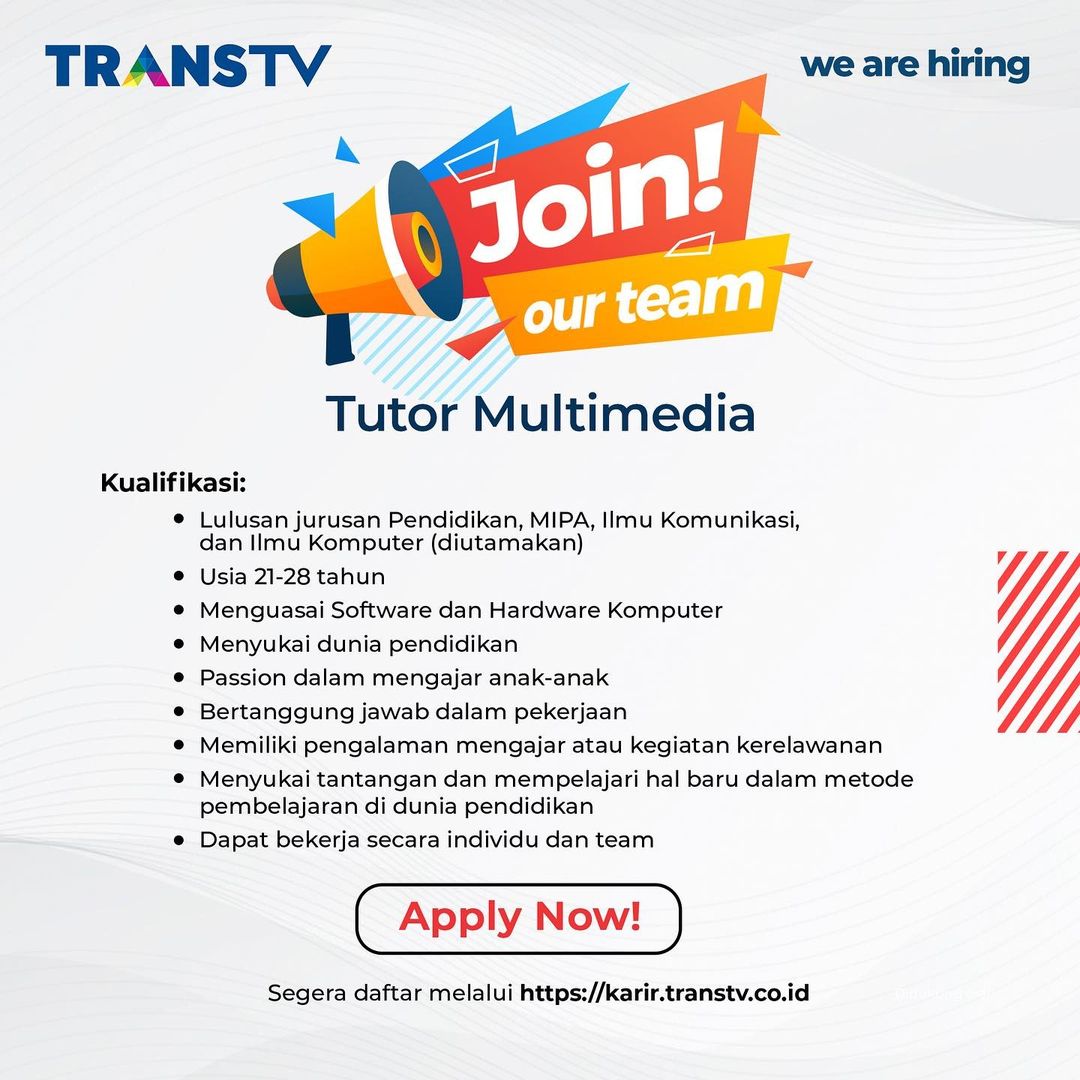 TRANSTV
we are hiring
Join!
our team
Tutor Multimedia
Kualifikasi:
• Lulusan jurusan Pendidikan, MIPA, Ilmu Komunikasi,
dan Ilmu Komputer (diutamakan)
• Usia 21-28 tahun
• Menguasai Software dan Hardware Komputer
• Menyukai dunia pendidikan
• Passion dalam mengajar anak-anak
• Bertanggung jawab dalam pekerjaan
• Memiliki pengalaman mengajar atau kegiatan kerelawanan
• Menyukai tantangan dan mempelajari hal baru dalam metode
pembelajaran di dunia pendidikan
• Dapat bekerja secara individu dan team
Apply Now!
Segera daftar melalui https://karir.transtv.co.id